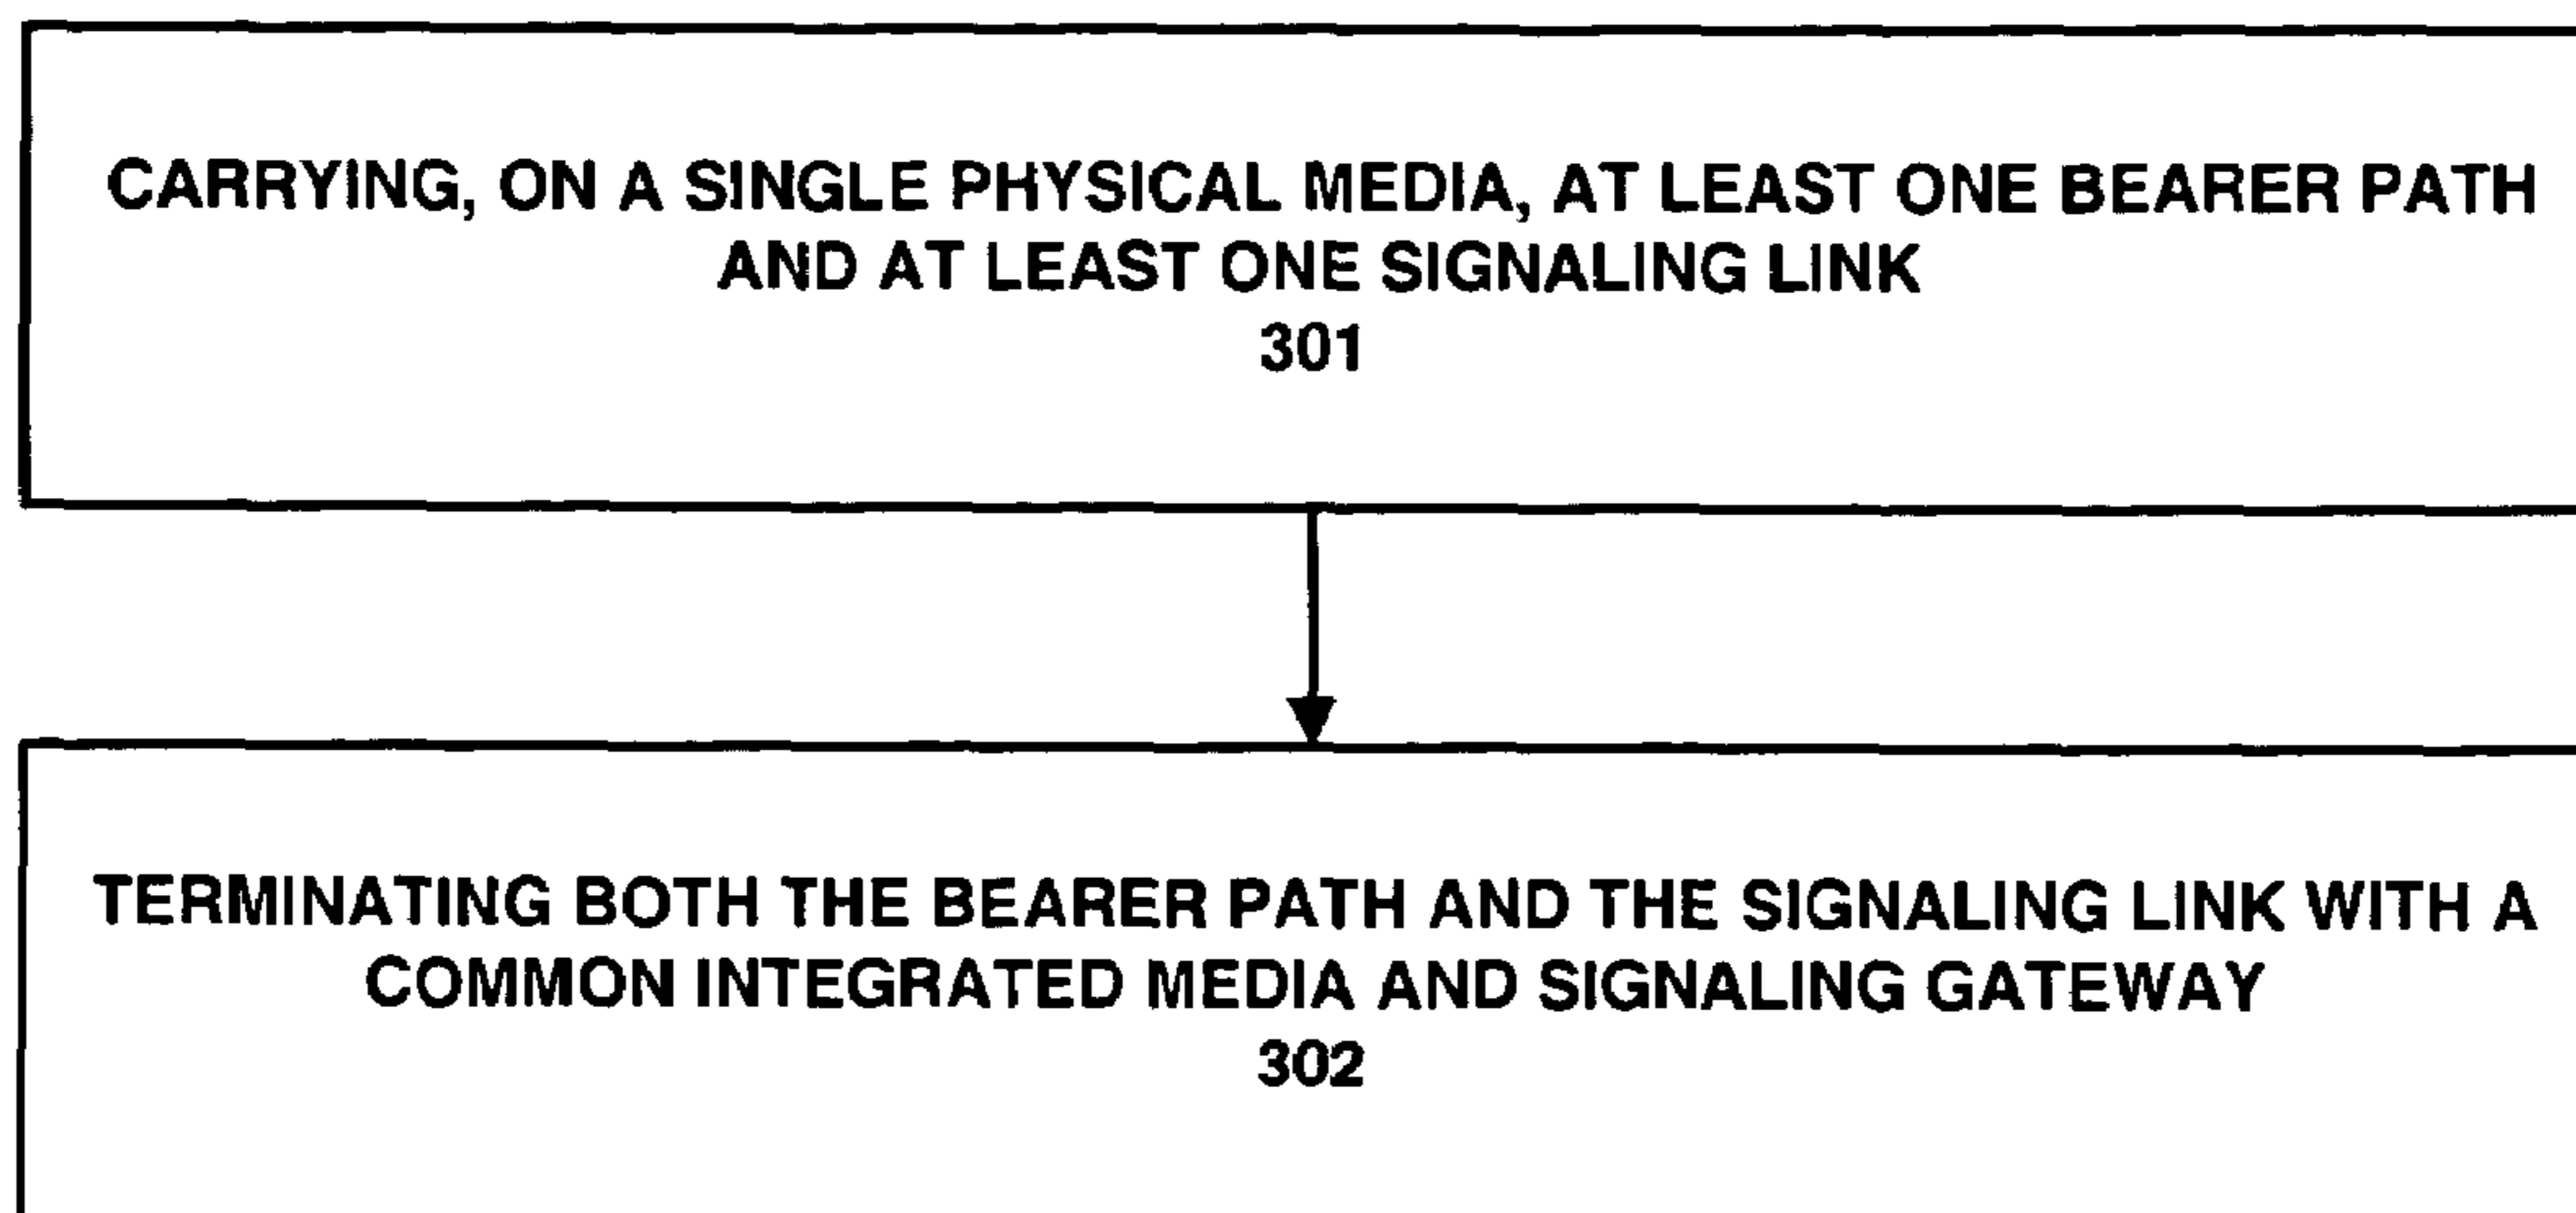 CARRYING, ON A SINGLE PHYSICAL MEDIA, AT LEAST ONE BEARER PATH
AND AT LEAST ONE SIGNALING LINK
301
TERMINATING BOTH THE BEARER PATH AND THE SIGNALING LINK WITH A
COMMON INTEGRATED MEDIA AND SIGNALING GATEWAY
302